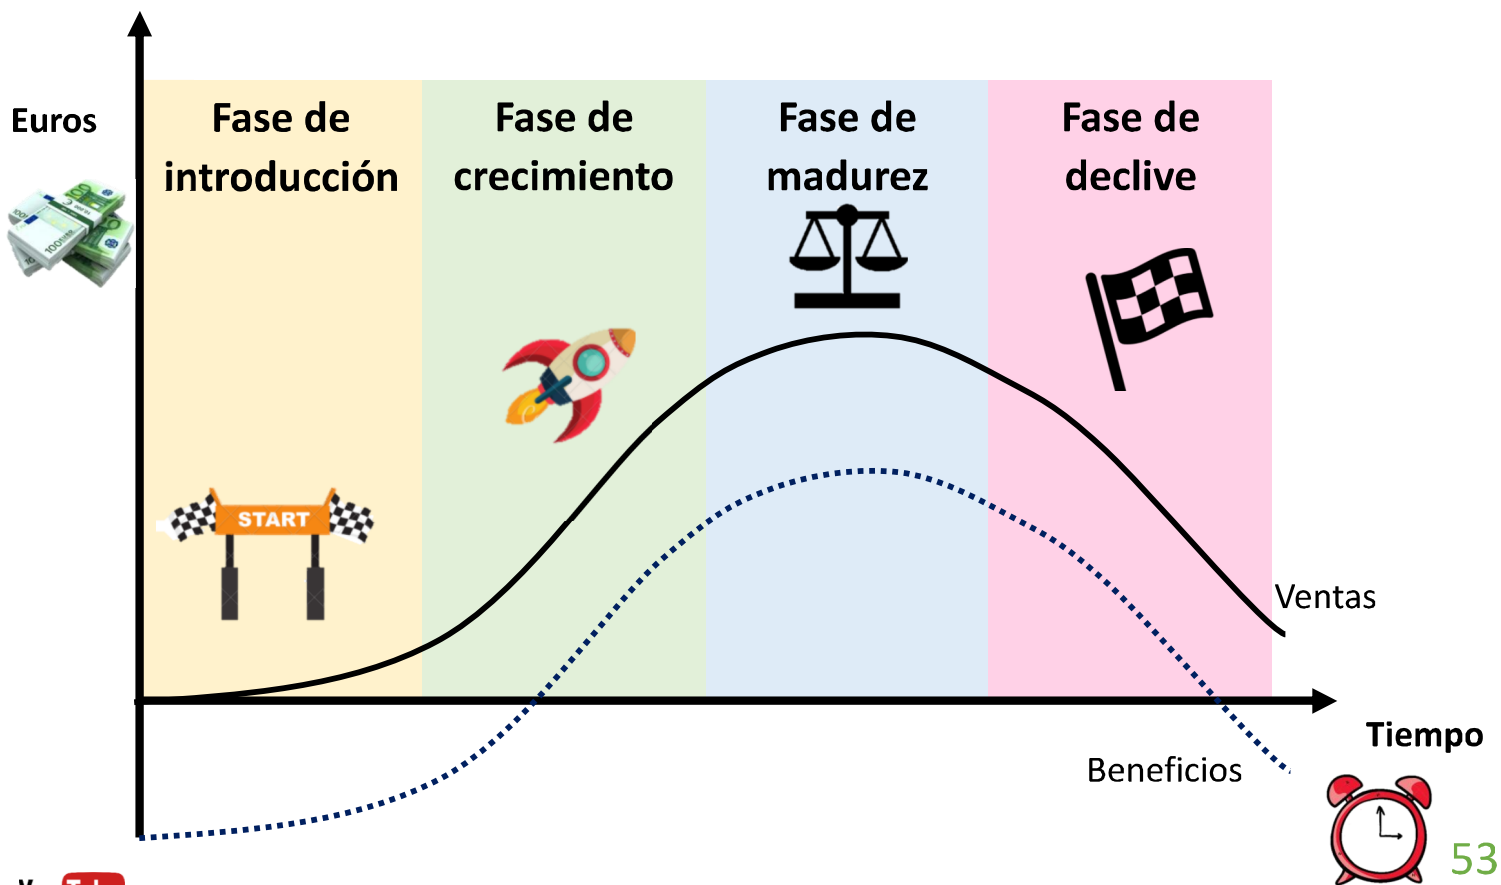 Euros
Fase de
introducción
Fase de
crecimiento
Fase de
madurez
Fase de
declive
START
Ventas
Tiempo
Beneficios
53